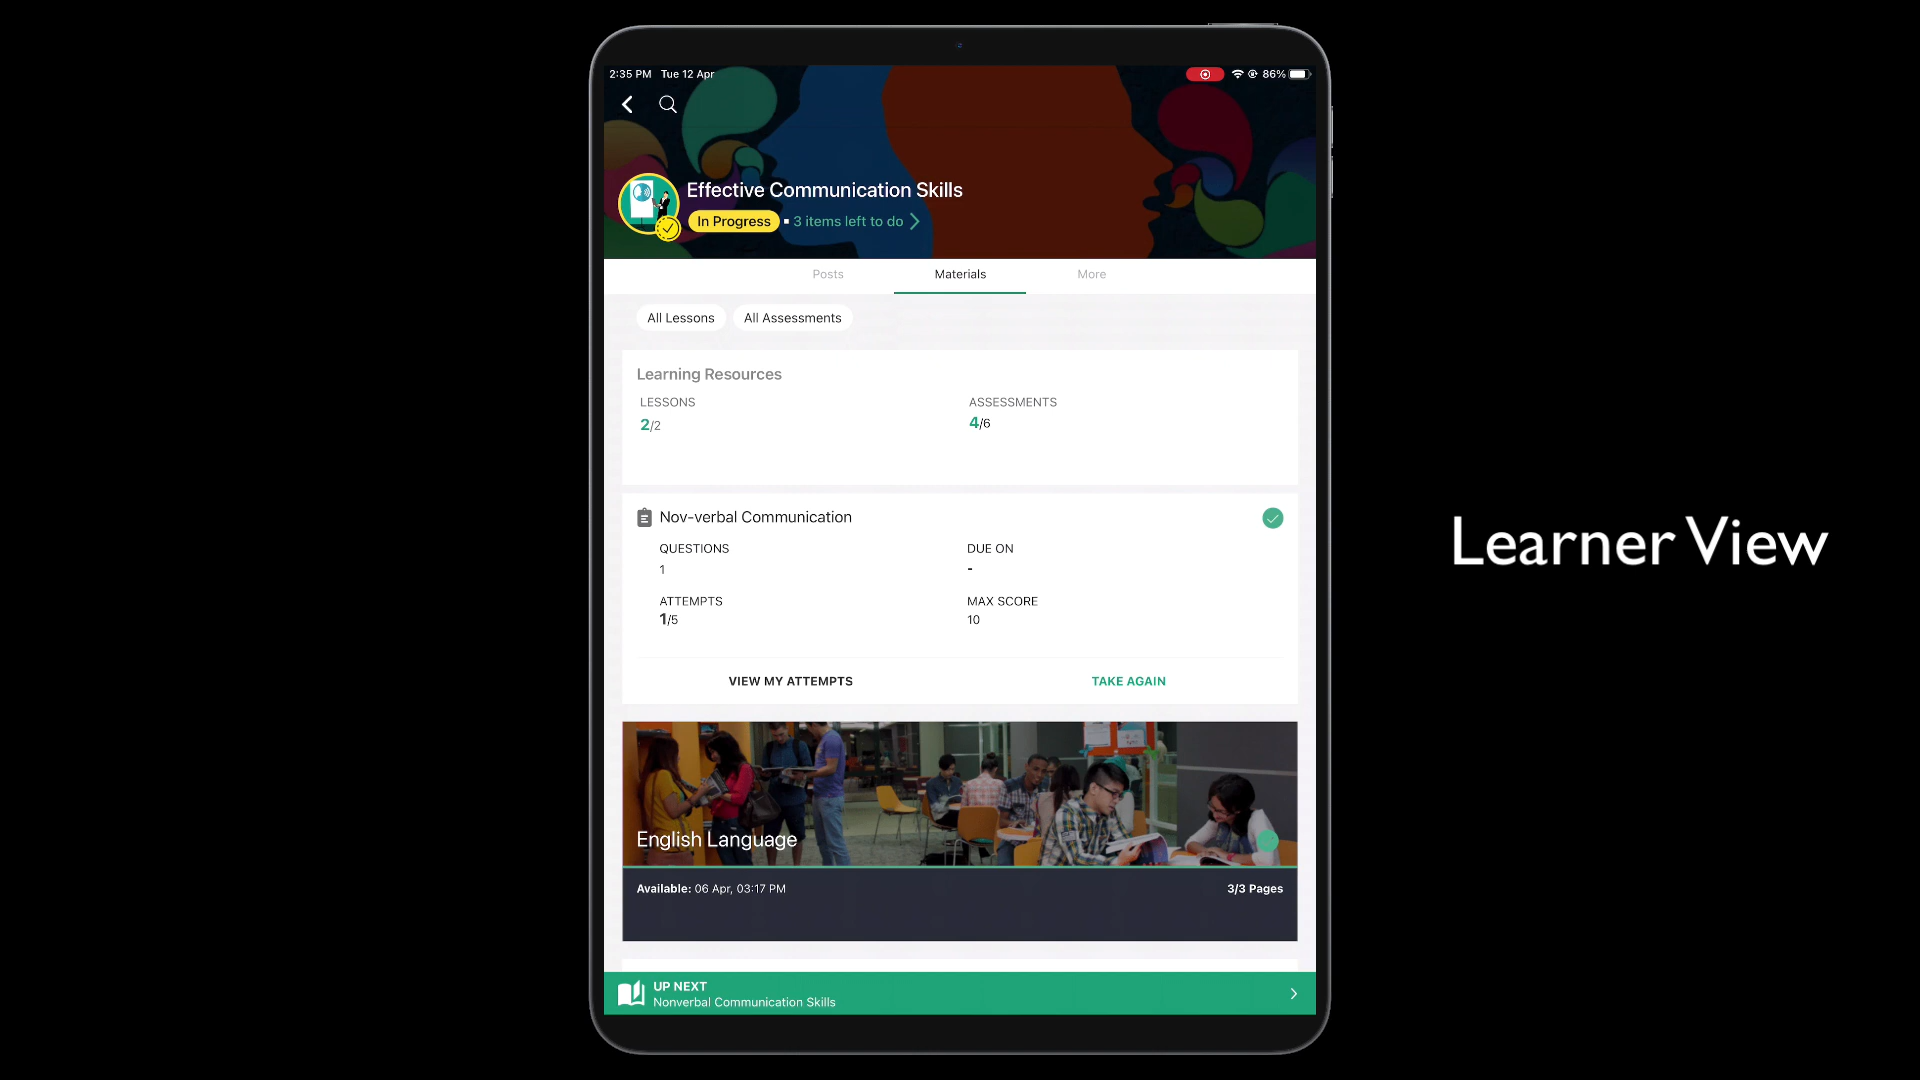 2:35 PM Tue 12 Apr 86%
Effective Communication Skills
In Progress 3 items left to do
Posts Materials More
All Lessons All Assessments
Learning Resources
LESSONS ASSESSMENTS
2/2 4/6
Nov-verbal Communication
QUESTIONS DUE ON
1 -
ATTEMPTS MAX SCORE
1/5 10
VIEW MY ATTEMPTS TAKE AGAIN
English Language
Available: 06 Apr, 03:17 PM 3/3 Pages
UP NEXT
Nonverbal Communication Skills
Learner View